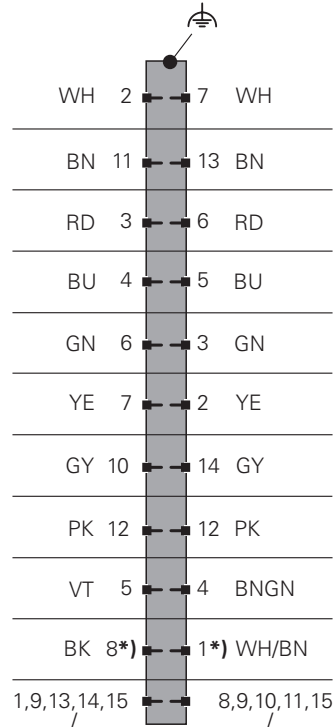 WH 2 7 WH
BN 11 13 BN
RD 3 6 RD
BU 4 5 BU
GN 6 3 GN
YE 7 2 YE
GY 10 14 GY
PK 12 12 PK
VT 5 4 BNGN
BK 8*) 1*) WH/BN
1,9,13,14,15 8,9,10,11,15
/ /